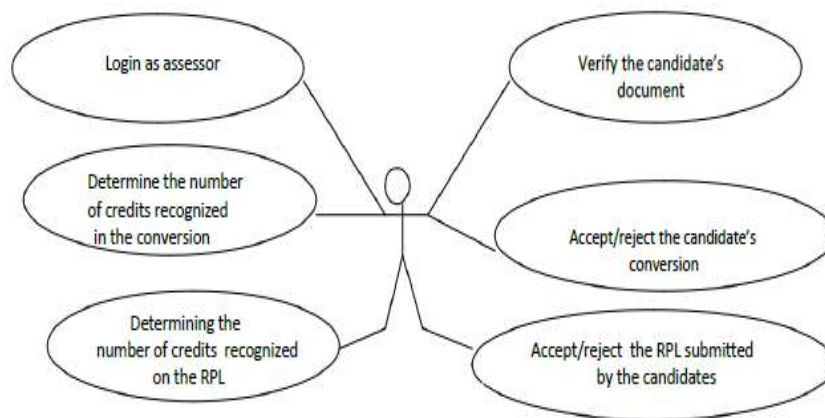 Login as assessor
Verify the candidate's
document
Determine the number
of credits recognized
in the conversion
Accept/reject the candidate's
conversion
Determining the
number of credits recognized
on the RPL
Accept/reject the RPL submitted
by the candidates